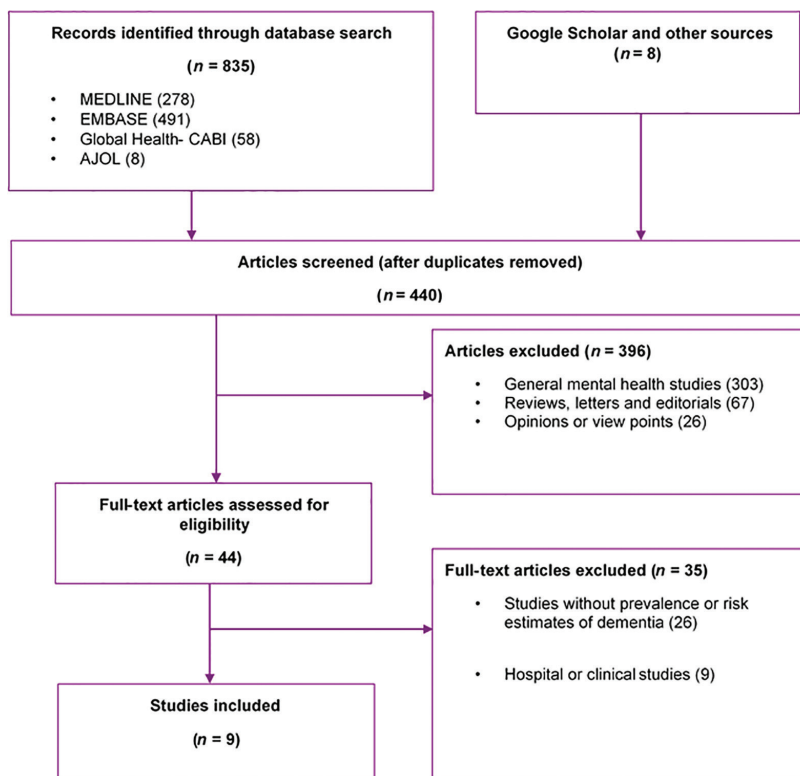 Records identified through database search
(n = 835)
• MEDLINE (278)
• EMBASE (491)
• Global Health- CABI (58)
• AJOL (8)
Google Scholar and other sources
(n = 8)
Articles screened (after duplicates removed)
(n = 440)
Articles excluded (n = 396)
• General mental health studies (303)
• Reviews, letters and editorials (67)
• Opinions or view points (26)
Full-text articles assessed for
eligibility
(n = 44)
Full-text articles excluded (n = 35)
• Studies without prevalence or risk
estimates of dementia (26)
• Hospital or clinical studies (9)
Studies included
(n = 9)